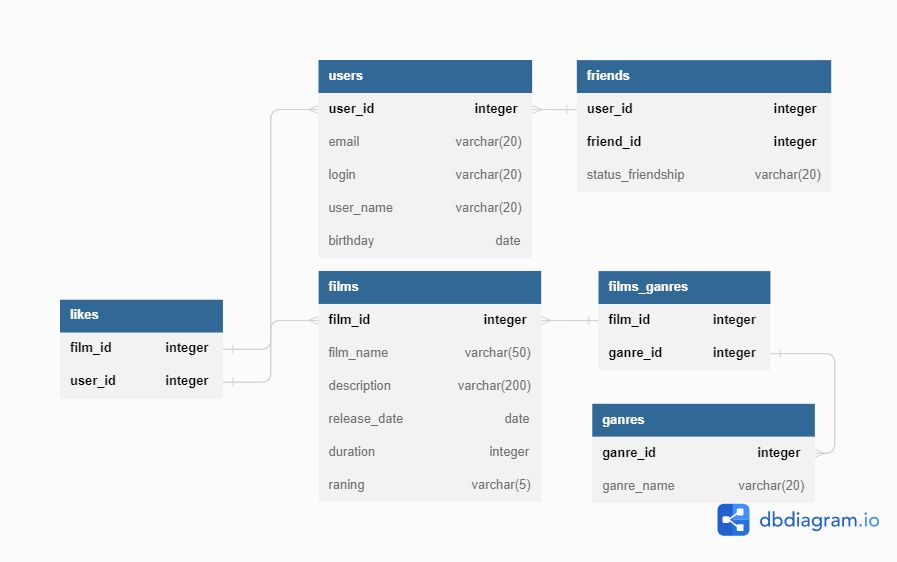 users
user_id integer
email varchar(20)
login varchar(20)
user_name varchar(20)
birthday date
friends
user_id integer
friend_id integer
status_friendship varchar(20)
likes
film_id integer
user_id integer
films
film_id integer
film_name varchar(50)
description varchar(200)
release_date date
duration integer
raning varchar(5)
films_ganres
film_id integer
ganre_id integer
ganres
ganre_id integer
ganre_name varchar(20)
dbdiagram.io